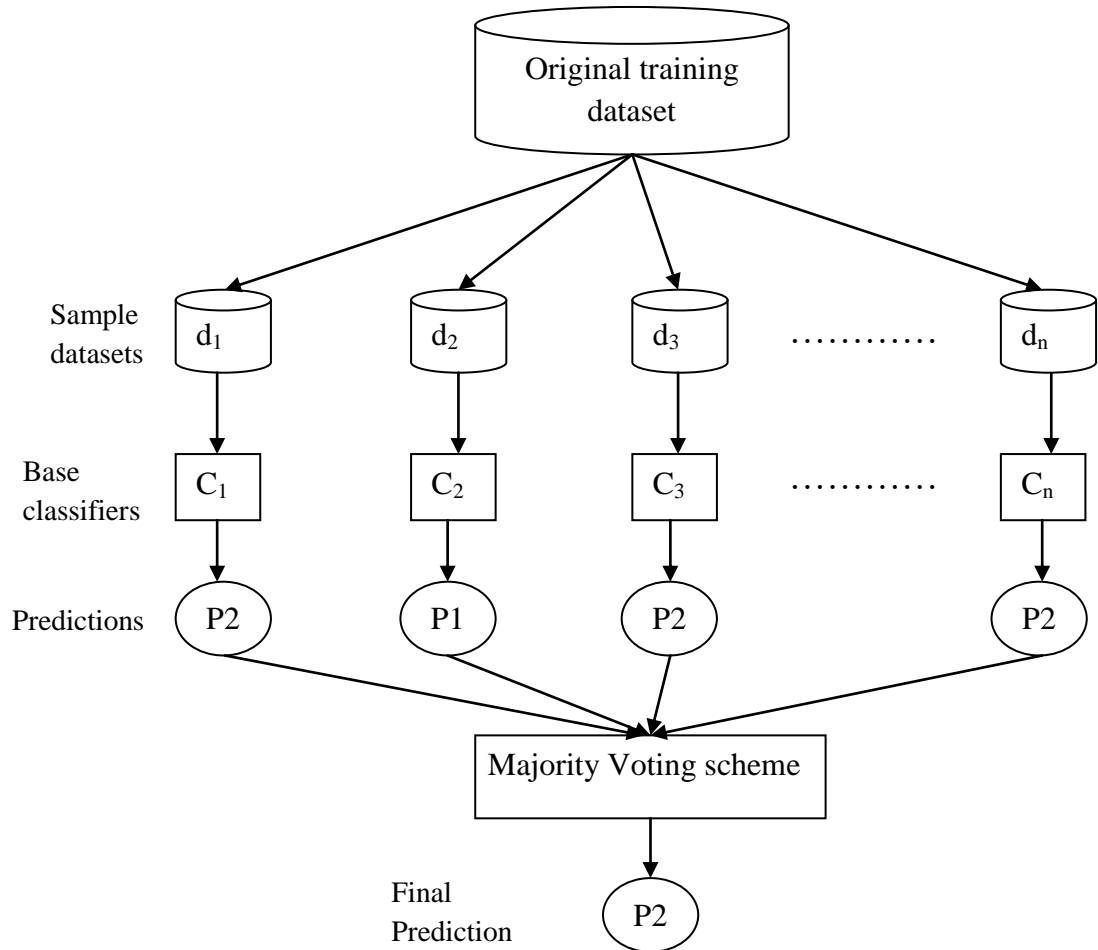 Original training
dataset
Sample
datasets
d₁
d₂
d₃
…………
dₙ
Base
classifiers
C₁
C₂
C₃
…………
Cₙ
Predictions
P2
P1
P2
P2
Majority Voting scheme
Final
Prediction
P2